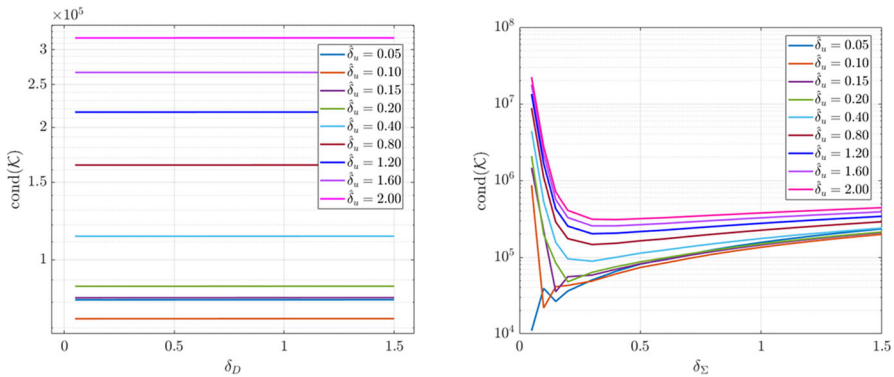 ×10⁵
3
2.5
2
1.5
1
cond(𝒦)
0
0.5
1
1.5
δ_D
δ̂_u = 0.05
δ̂_u = 0.10
δ̂_u = 0.15
δ̂_u = 0.20
δ̂_u = 0.40
δ̂_u = 0.80
δ̂_u = 1.20
δ̂_u = 1.60
δ̂_u = 2.00
10⁸
10⁷
10⁶
10⁵
10⁴
cond(𝒦)
0
0.5
1
1.5
δ_Σ
δ̂_u = 0.05
δ̂_u = 0.10
δ̂_u = 0.15
δ̂_u = 0.20
δ̂_u = 0.40
δ̂_u = 0.80
δ̂_u = 1.20
δ̂_u = 1.60
δ̂_u = 2.00